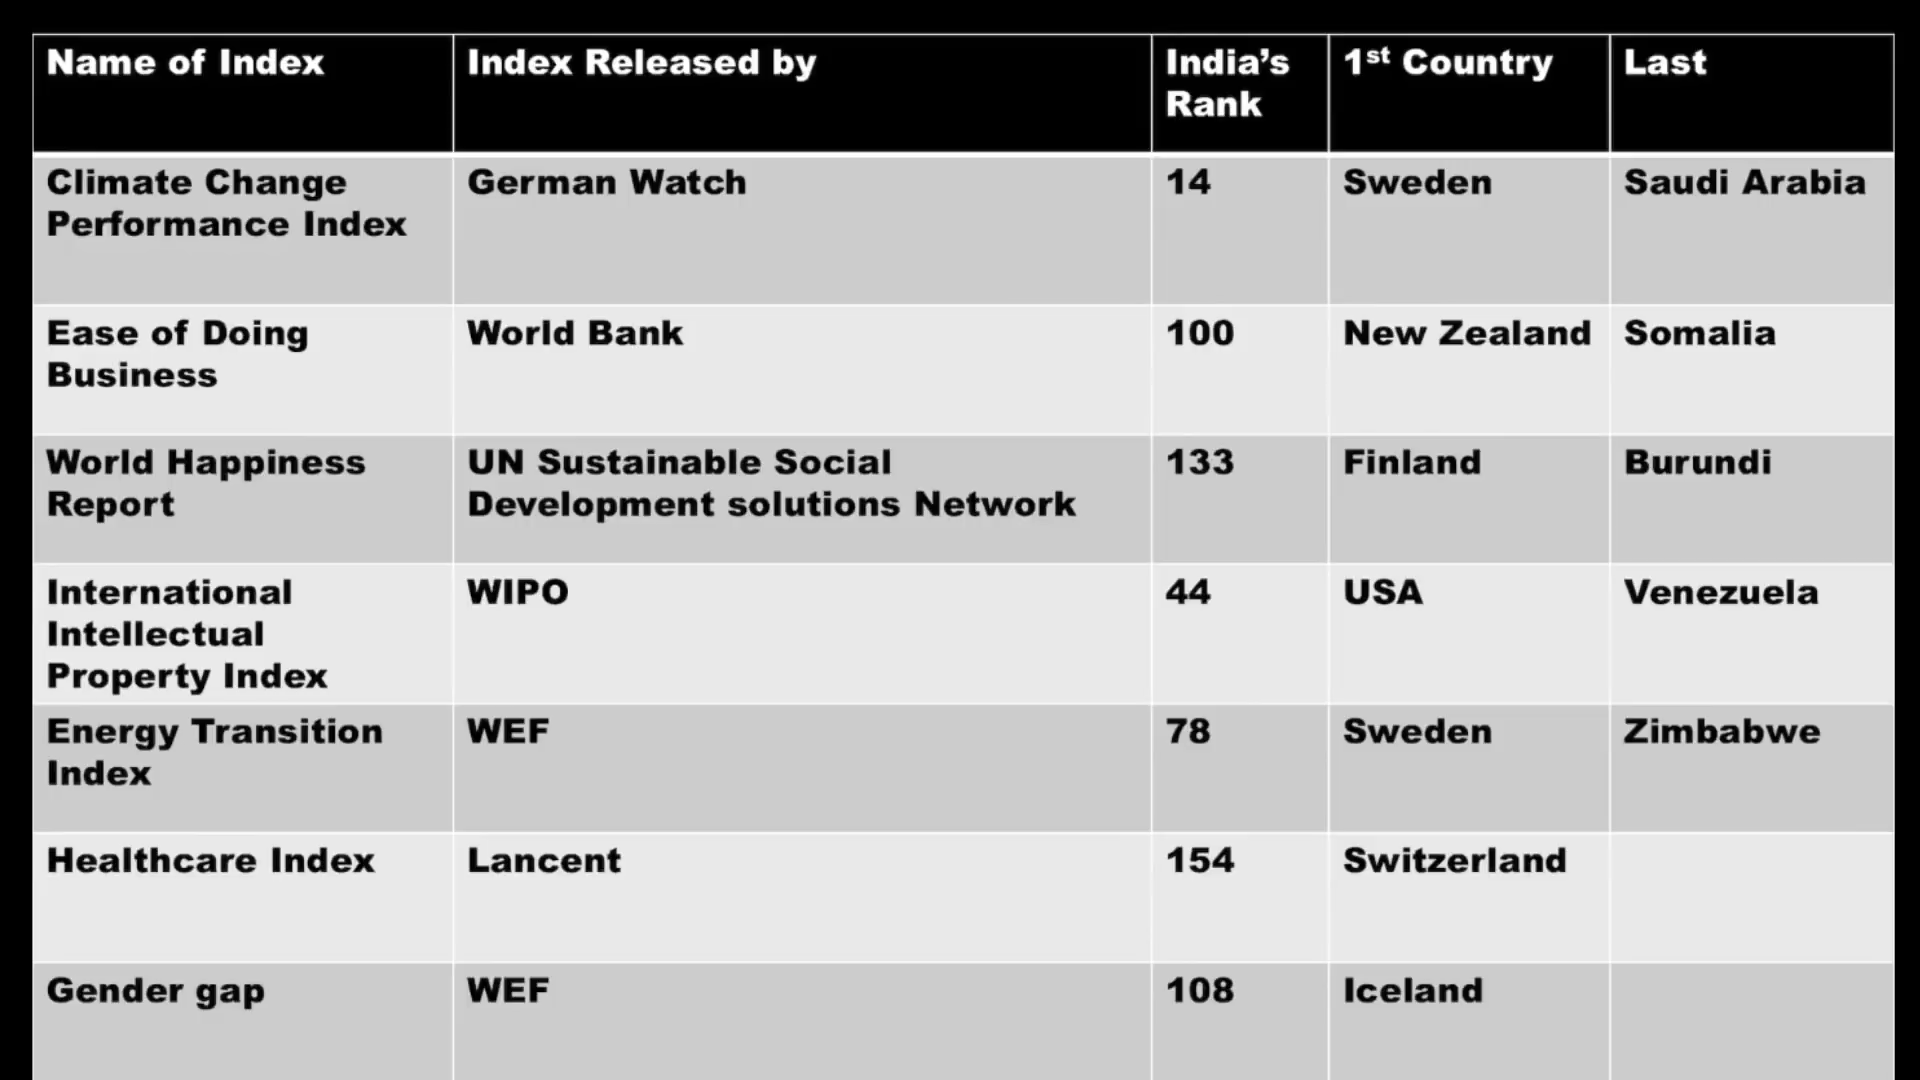 Name of Index
Index Released by
India's
Rank
1st Country
Last
Climate Change
Performance Index
German Watch
14
Sweden
Saudi Arabia
Ease of Doing
Business
World Bank
100
New Zealand
Somalia
World Happiness
Report
UN Sustainable Social
Development solutions Network
133
Finland
Burundi
International
Intellectual
Property Index
WIPO
44
USA
Venezuela
Energy Transition
Index
WEF
78
Sweden
Zimbabwe
Healthcare Index
Lancent
154
Switzerland
Gender gap
WEF
108
Iceland